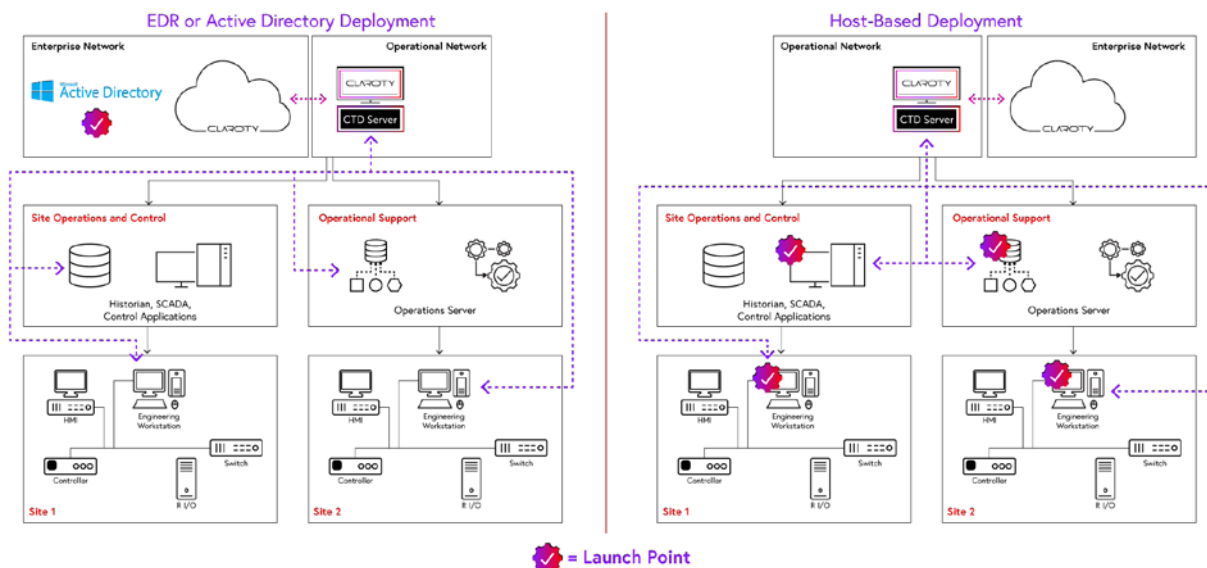 EDR or Active Directory Deployment
Enterprise Network
Operational Network
Microsoft
Active Directory
CLAROTY
CLAROTY
CTD Server
Site Operations and Control
Historian, SCADA,
Control Applications
Operational Support
Operations Server
HMI
Engineering
Workstation
Switch
Controller
R I/O
Site 1
HMI
Engineering
Workstation
Switch
Controller
R I/O
Site 2
Host-Based Deployment
Operational Network
Enterprise Network
CLAROTY
CTD Server
CLAROTY
Site Operations and Control
Historian, SCADA,
Control Applications
Operational Support
Operations Server
HMI
Engineering
Workstation
Switch
Controller
R I/O
Site 1
HMI
Engineering
Workstation
Switch
Controller
R I/O
Site 2
= Launch Point